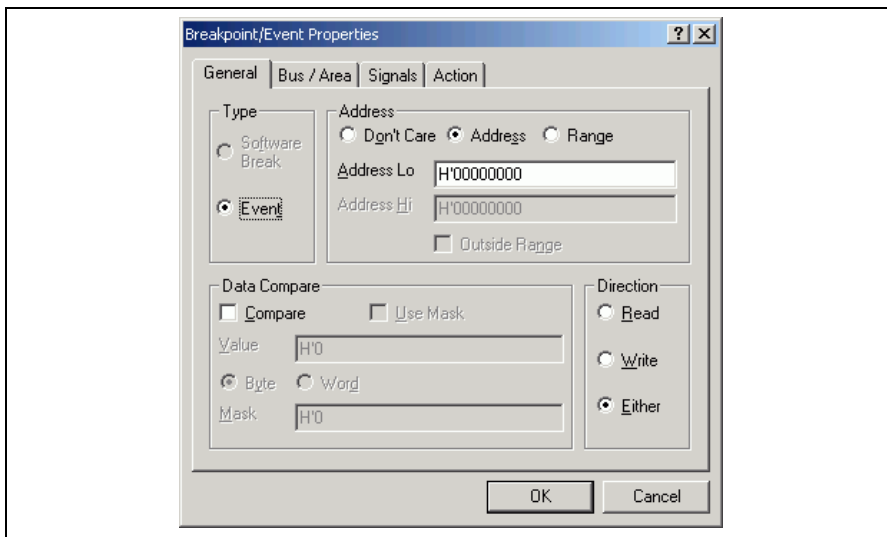 Breakpoint/Event Properties
General Bus / Area Signals Action
Type
Software Break
Event
Address
Don't Care Address Range
Address Lo H'00000000
Address Hi H'00000000
Outside Range
Data Compare
Compare Use Mask
Value H'0
Byte Word
Mask H'0
Direction
Read
Write
Either
OK Cancel